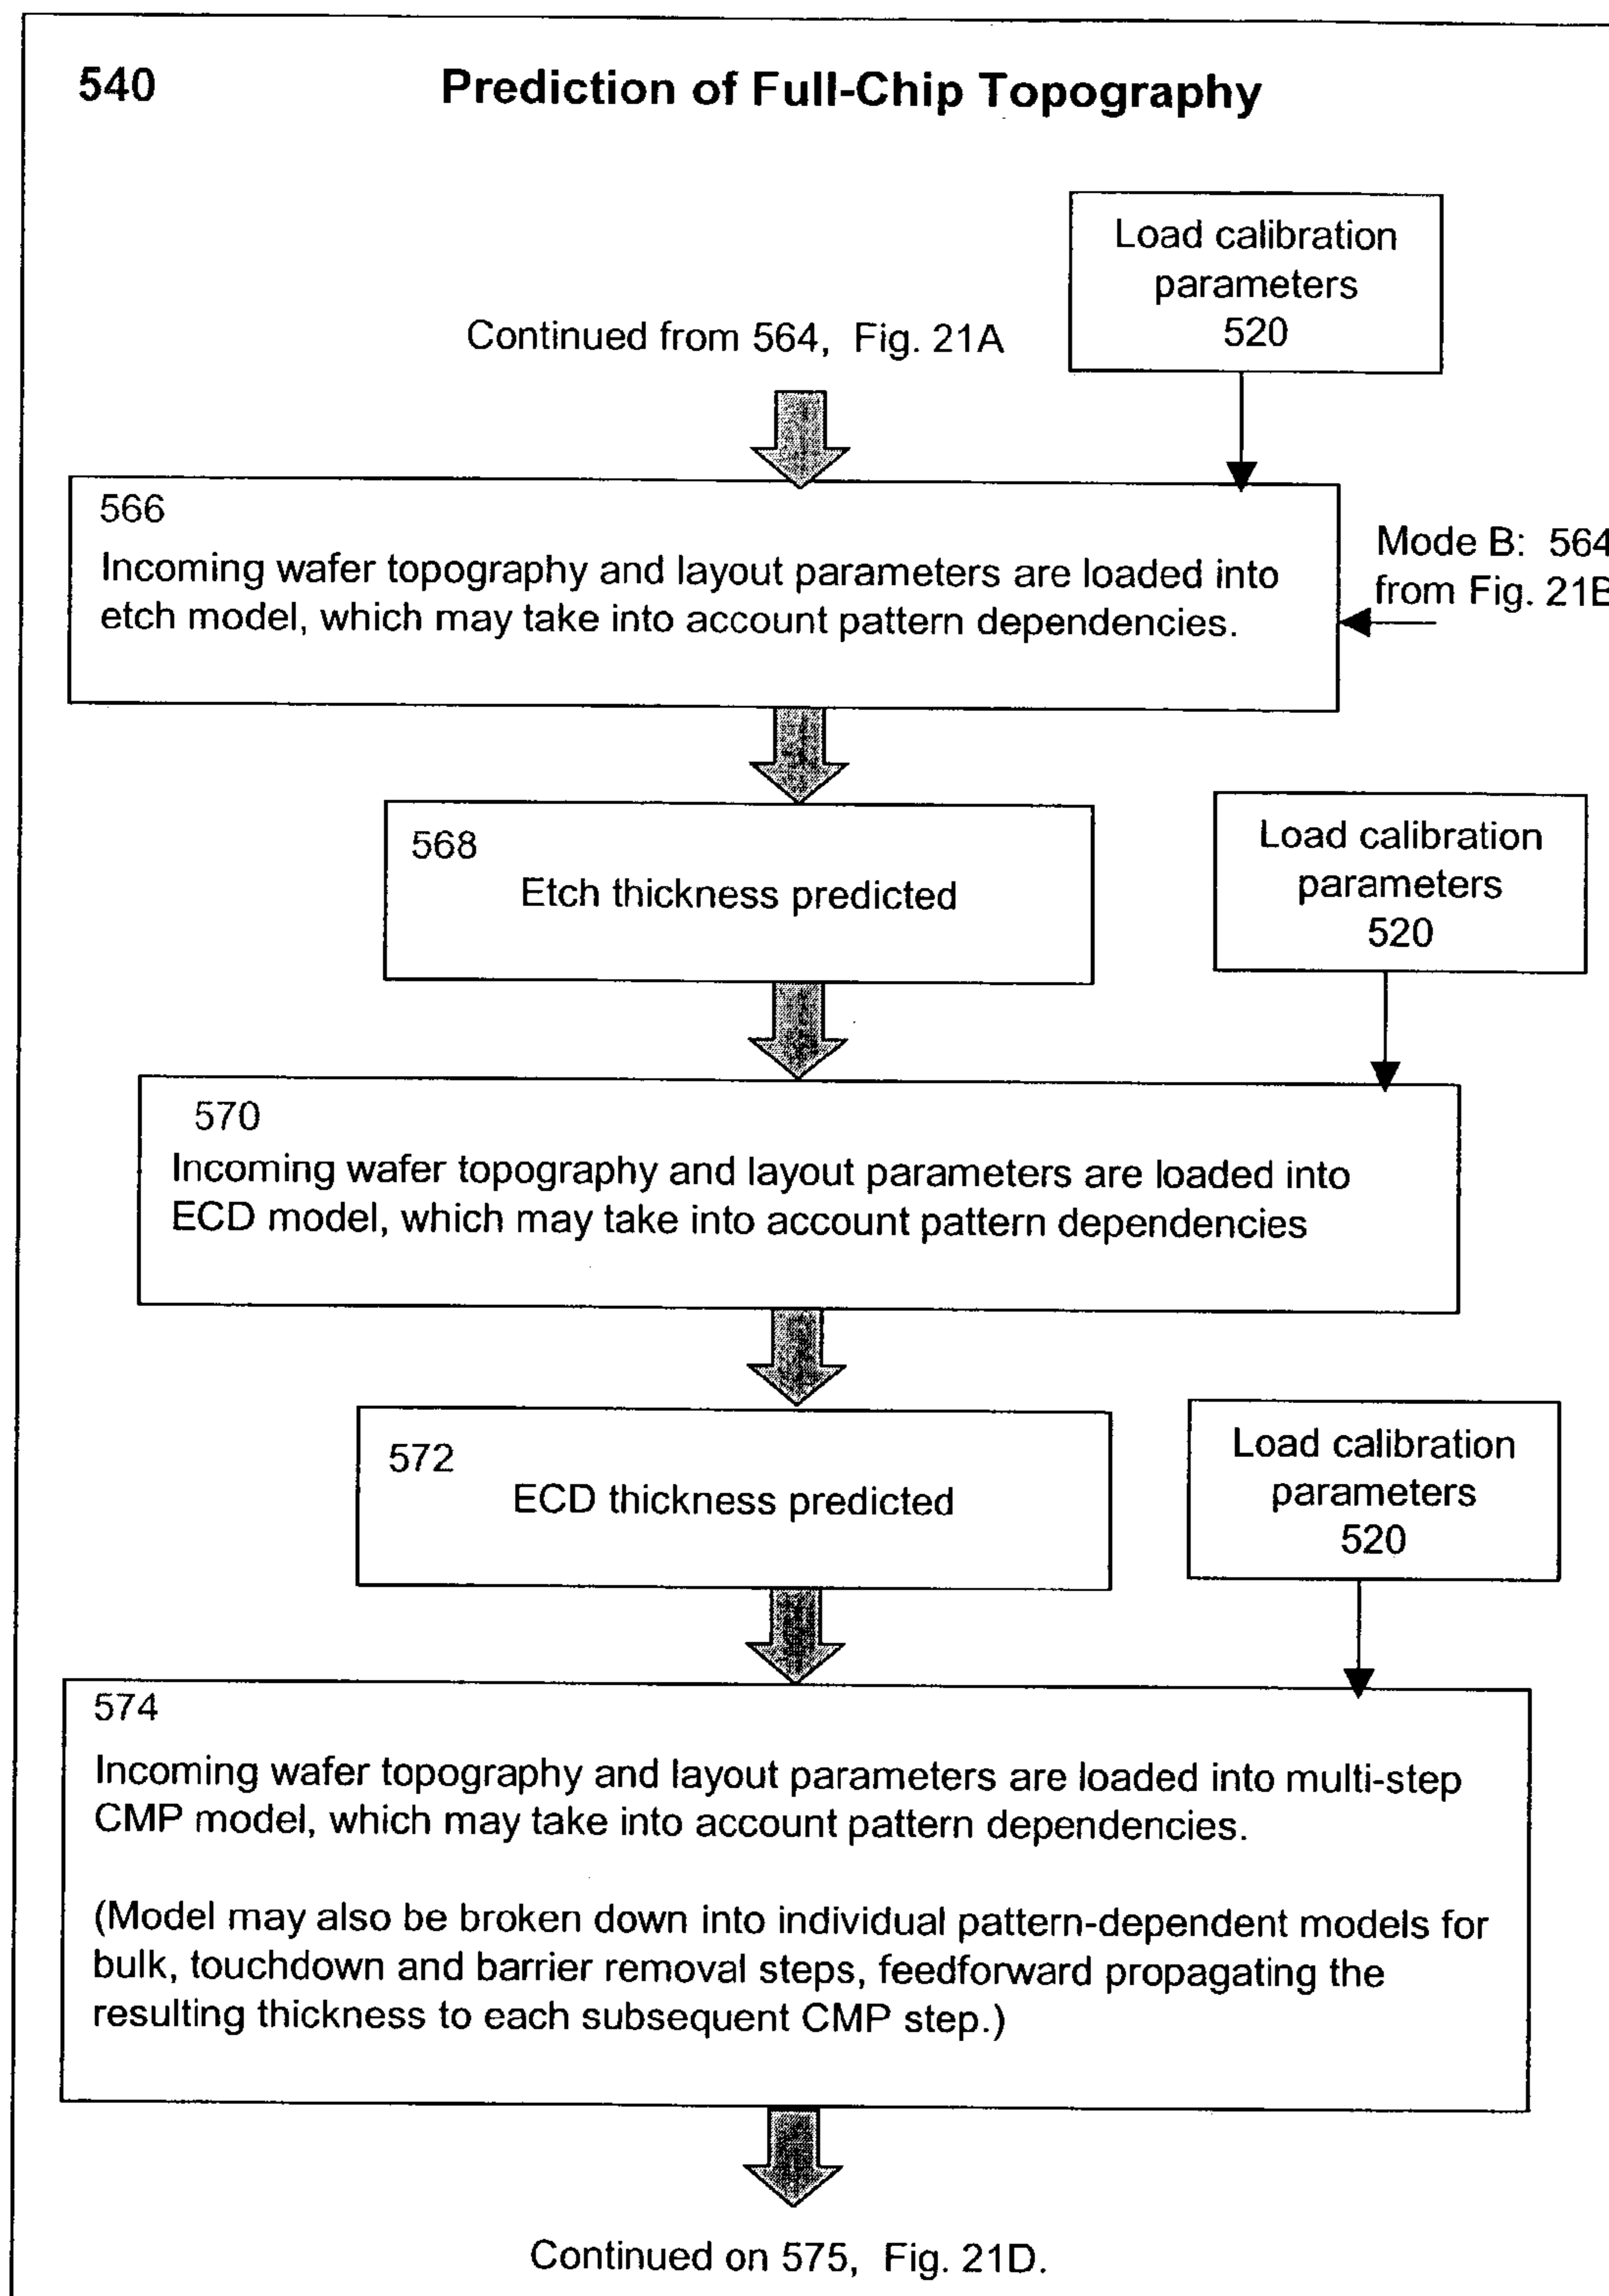 540
Prediction of Full-Chip Topography
Load calibration
parameters
520
Continued from 564, Fig. 21A
566
Incoming wafer topography and layout parameters are loaded into
etch model, which may take into account pattern dependencies.
Mode B: 564
from Fig. 21B
568
Etch thickness predicted
Load calibration
parameters
520
570
Incoming wafer topography and layout parameters are loaded into
ECD model, which may take into account pattern dependencies
572
ECD thickness predicted
Load calibration
parameters
520
574
Incoming wafer topography and layout parameters are loaded into multi-step
CMP model, which may take into account pattern dependencies.
(Model may also be broken down into individual pattern-dependent models for
bulk, touchdown and barrier removal steps, feedforward propagating the
resulting thickness to each subsequent CMP step.)
Continued on 575, Fig. 21D.